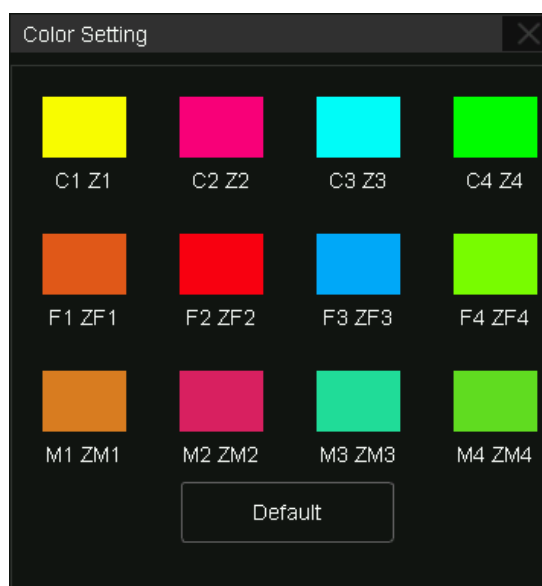 Color Setting
C1 Z1 C2 Z2 C3 Z3 C4 Z4
F1 ZF1 F2 ZF2 F3 ZF3 F4 ZF4
M1 ZM1 M2 ZM2 M3 ZM3 M4 ZM4
Default